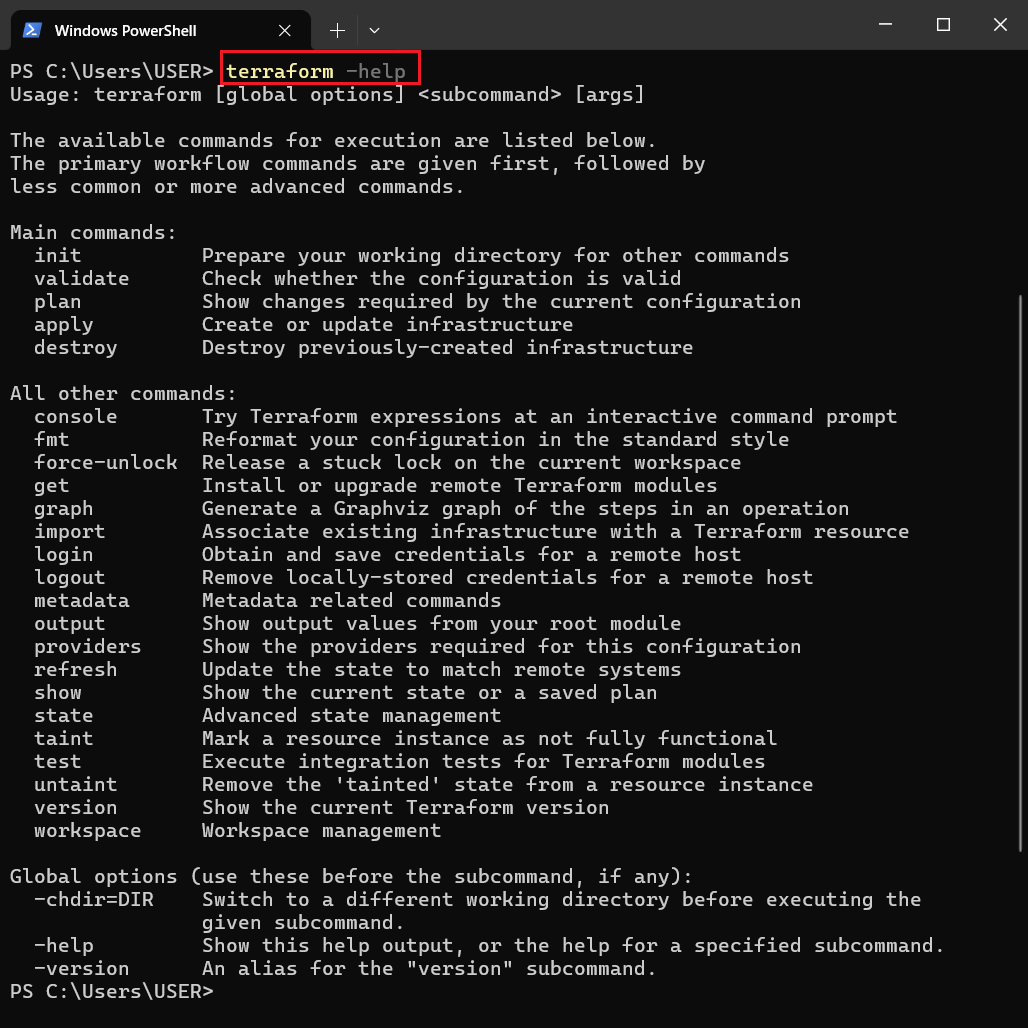 Windows PowerShell
PS C:\Users\USER> terraform -help
Usage: terraform [global options] <subcommand> [args]

The available commands for execution are listed below.
The primary workflow commands are given first, followed by
less common or more advanced commands.

Main commands:
  init          Prepare your working directory for other commands
  validate      Check whether the configuration is valid
  plan          Show changes required by the current configuration
  apply         Create or update infrastructure
  destroy       Destroy previously-created infrastructure

All other commands:
  console       Try Terraform expressions at an interactive command prompt
  fmt           Reformat your configuration in the standard style
  force-unlock  Release a stuck lock on the current workspace
  get           Install or upgrade remote Terraform modules
  graph         Generate a Graphviz graph of the steps in an operation
  import        Associate existing infrastructure with a Terraform resource
  login         Obtain and save credentials for a remote host
  logout        Remove locally-stored credentials for a remote host
  metadata      Metadata related commands
  output        Show output values from your root module
  providers     Show the providers required for this configuration
  refresh       Update the state to match remote systems
  show          Show the current state or a saved plan
  state         Advanced state management
  taint         Mark a resource instance as not fully functional
  test          Execute integration tests for Terraform modules
  untaint       Remove the 'tainted' state from a resource instance
  version       Show the current Terraform version
  workspace     Workspace management

Global options (use these before the subcommand, if any):
  -chdir=DIR    Switch to a different working directory before executing the
                given subcommand.
  -help         Show this help output, or the help for a specified subcommand.
  -version      An alias for the "version" subcommand.
PS C:\Users\USER>